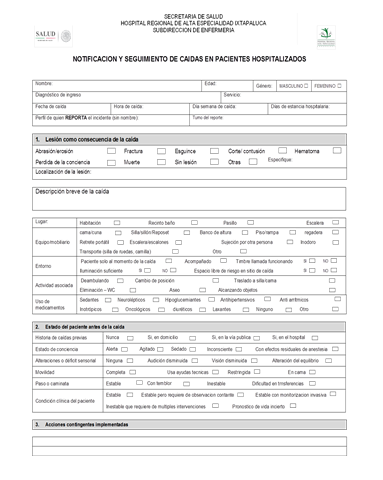 SALUD
SECRETARIA DE SALUD
HOSPITAL REGIONAL DE ALTA ESPECIALIDAD IXTAPALUCA
SUBDIRECCION DE ENFERMERIA
NOTIFICACION Y SEGUIMIENTO DE CAIDAS EN PACIENTES HOSPITALIZADOS
Nombre: Edad: Género: MASCULINO FEMENINO
Diagnóstico de Ingreso Servicio:
Fecha de caída Hora de caída: Día semana de caída: Días de estancia hospitalaria:
Perfil de quien REPORTA el incidente (sin nombre): Turno del reporte:
1. Lesión como consecuencia de la caída
Abrasión/erosión Fractura Esguince Corte/ contusión Hematoma
Perdida de la conciencia Muerte Sin lesión Otras Especifique:
Localización de la lesión:
Descripción breve de la caída
Lugar Habitación Recinto baño Pasillo Escalera
Equipo/mobiliario cama/cuna Silla/sillón/Reposet Banco de altura Piso/rampa regadera
Retrete portátil Escalera/escalones Sujeción por otra persona Inodoro
Transporte (silla de ruedas, camilla) Otro
Entorno Paciente solo al momento de la caída Acompañado Timbre llamada funcionando SI NO
Iluminación suficiente SI NO Espacio libre de riesgo en sitio de caída SI NO
Actividad asociada Deambulando Cambio de posición Traslado a silla-cama
Eliminación – WC Aseo Alcanzando objetos
Uso de medicamentos Sedantes Neurolépticos Hipoglucemiantes Antihipertensivos Anti arrítmicos
Inotrópicos Oncológicos diuréticos Laxantes Ninguno Otro
2. Estado del paciente antes de la caída
Historia de caídas previas Nunca Si, en domicilio Si, en la vía pública Si, en el hospital
Estado de conciencia Alerta Agitado Sedado Inconsciente Con efectos residuales de anestesia
Alteraciones o déficit sensorial Ninguno Audición disminuida Visión disminuida Alteración del equilibrio
Movilidad Completa Usa ayudas tecnicas Restringida En cama
Paso o caminata Estable Con temblor Inestable Dificultad en trasferencias
Condición clínica del paciente Estable Estable pero requiere de observacion contante Estable con monitorizacion invasiva
Inestable que requiere de multiples intervenciones Pronóstico de vida incierto
3. Acciones contingentes implementadas